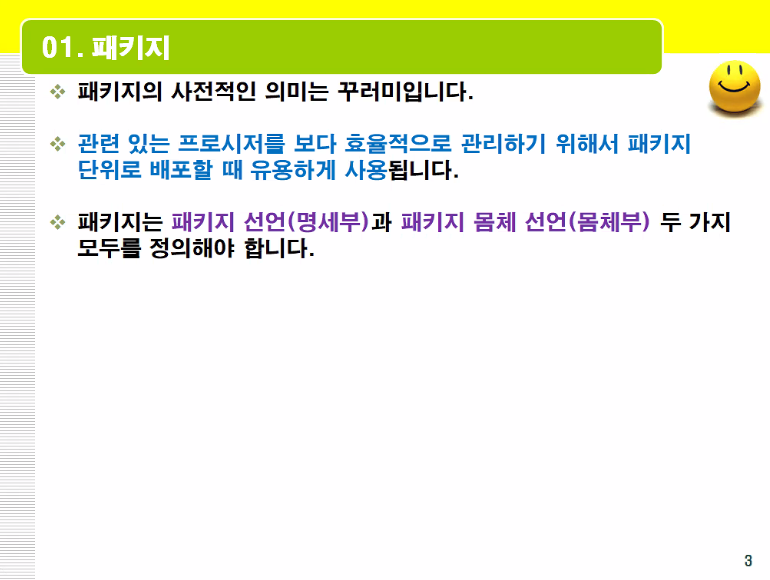 01. 패키지
❖ 패키지의 사전적인 의미는 꾸러미입니다.
❖ 관련 있는 프로시저를 보다 효율적으로 관리하기 위해서 패키지
단위로 배포할 때 유용하게 사용됩니다.
❖ 패키지는 패키지 선언(명세부)과 패키지 몸체 선언(몸체부) 두 가지
모두를 정의해야 합니다.
3